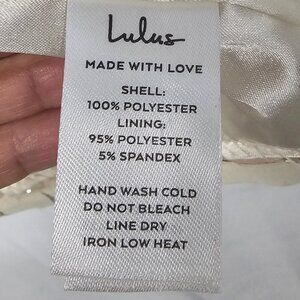 Lulus
MADE WITH LOVE
SHELL:
100% POLYESTER
LINING:
95% POLYESTER
5% SPANDEX
HAND WASH COLD
DO NOT BLEACH
LINE DRY
IRON LOW HEAT